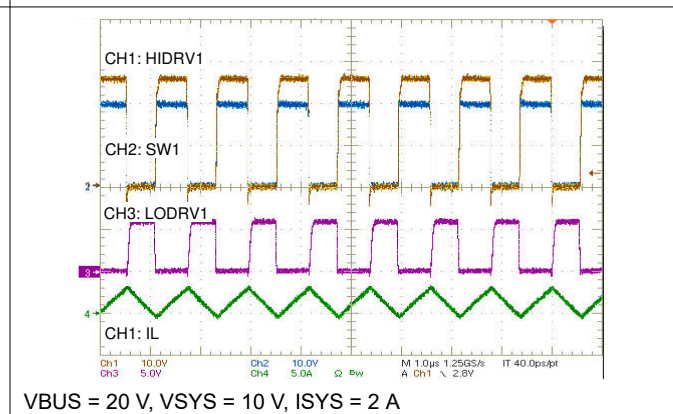 CH1: HIDRV1
CH2: SW1
2
CH3: LODRV1
3
4
CH1: IL
Ch1 10.0V Ch2 10.0V M 1.0µs 1.25GS/s IT 40.0ps/pt
Ch3 5.0V Ch4 5.0A Ω Bw A Ch1 2.8V
VBUS = 20 V, VSYS = 10 V, ISYS = 2 A